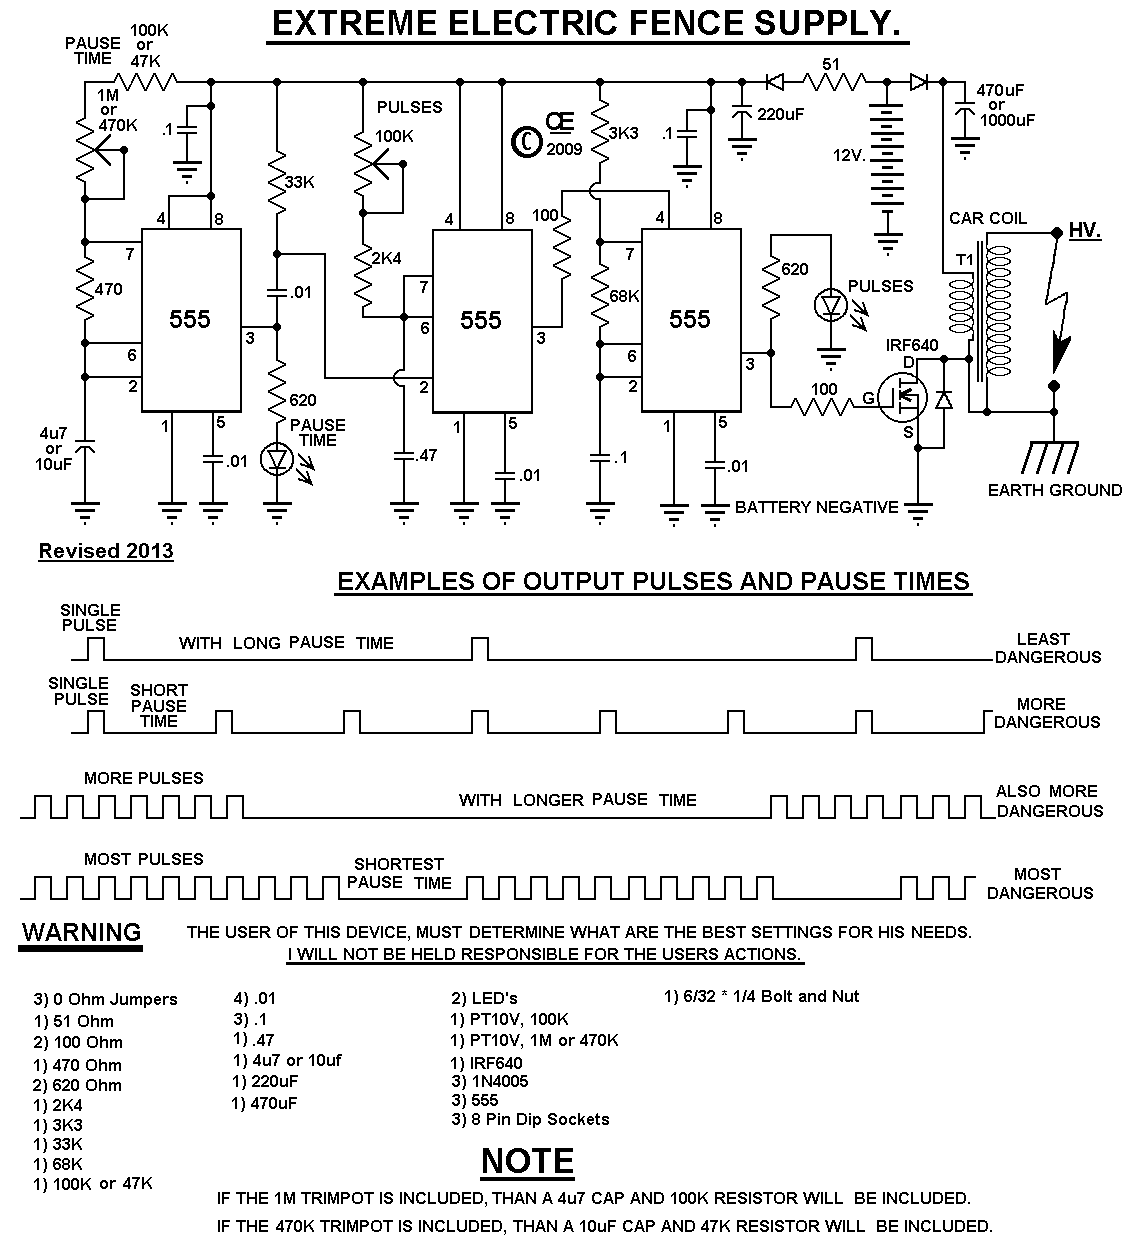 EXTREME ELECTRIC FENCE SUPPLY.
PAUSE
TIME
100K
or
47K
1M
or
470K
.1
4
8
7
470
555
6
2
3
1
5
4u7
or
10uF
.01
33K
.01
620
PAUSE
TIME
PULSES
100K
2K4
4
8
7
6
555
2
3
1
5
.47
.01
100
© OE
2009
3K3
.1
4
8
7
68K
6
555
2
3
1
5
.1
.01
220uF
51
12V.
470uF
or
1000uF
620
PULSES
100
IRF640
D
G
S
CAR COIL
T1
HV.
EARTH GROUND
BATTERY NEGATIVE
Revised 2013
EXAMPLES OF OUTPUT PULSES AND PAUSE TIMES
SINGLE
PULSE
WITH LONG PAUSE TIME
LEAST
DANGEROUS
SINGLE
PULSE
SHORT
PAUSE
TIME
MORE
DANGEROUS
MORE PULSES
WITH LONGER PAUSE TIME
ALSO MORE
DANGEROUS
MOST PULSES
SHORTEST
PAUSE TIME
MOST
DANGEROUS
WARNING
THE USER OF THIS DEVICE, MUST DETERMINE WHAT ARE THE BEST SETTINGS FOR HIS NEEDS.
I WILL NOT BE HELD RESPONSIBLE FOR THE USERS ACTIONS.
3) 0 Ohm Jumpers
1) 51 Ohm
2) 100 Ohm
1) 470 Ohm
2) 620 Ohm
1) 2K4
1) 3K3
1) 33K
1) 68K
1) 100K or 47K
4) .01
3) .1
1) .47
1) 4u7 or 10uf
1) 220uF
1) 470uF
2) LED's
1) PT10V, 100K
1) PT10V, 1M or 470K
1) IRF640
3) 1N4005
3) 555
3) 8 Pin Dip Sockets
1) 6/32 * 1/4 Bolt and Nut
NOTE
IF THE 1M TRIMPOT IS INCLUDED, THAN A 4u7 CAP AND 100K RESISTOR WILL BE INCLUDED.
IF THE 470K TRIMPOT IS INCLUDED, THAN A 10uF CAP AND 47K RESISTOR WILL BE INCLUDED.